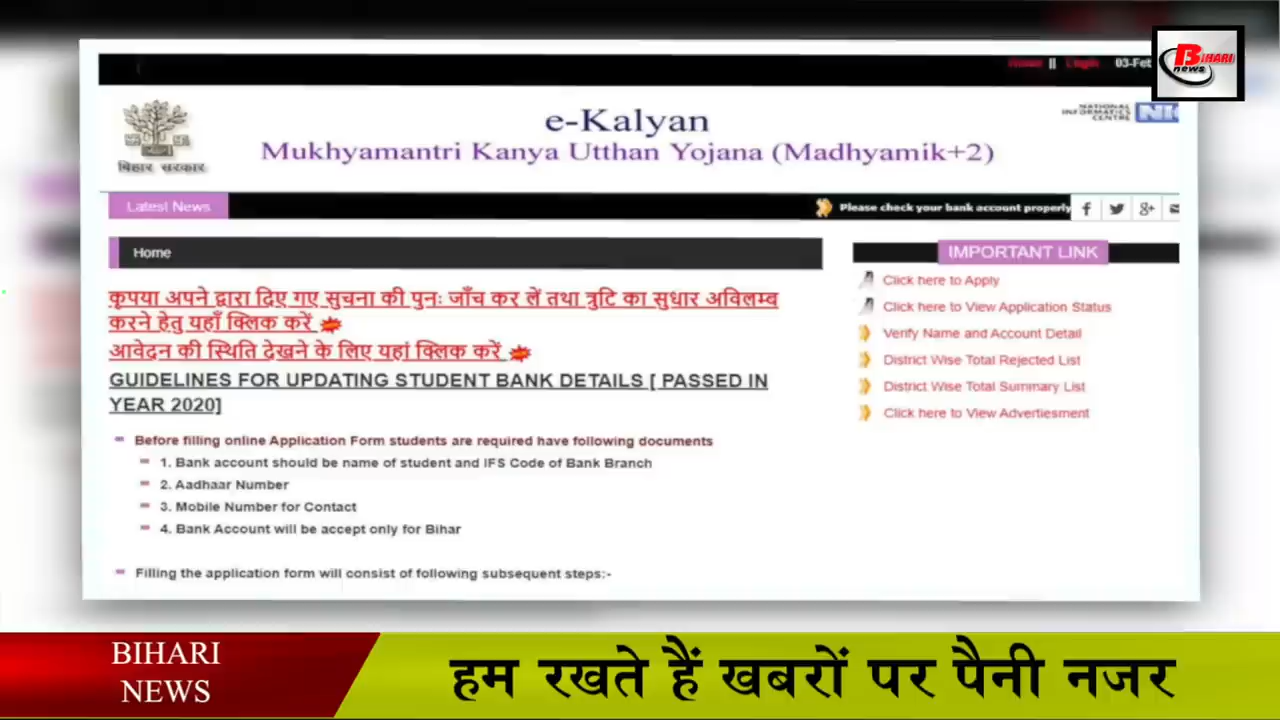 Home || Login 03-Feb
BIHARI
news
e-Kalyan
NATIONAL
INFORMATICS
CENTRE
NIC
Mukhyamantri Kanya Utthan Yojana (Madhyamik+2)
बिहार सरकार
Latest News
Please check your bank account properly
Home
IMPORTANT LINK
कृपया अपने द्वारा दिए गए सुचना की पुनः जाँच कर लें तथा त्रुटि का सुधार अविलम्ब
करने हेतु यहाँ क्लिक करें
आवेदन की स्थिति देखने के लिए यहां क्लिक करें
GUIDELINES FOR UPDATING STUDENT BANK DETAILS [ PASSED IN
YEAR 2020]
Before filling online Application Form students are required have following documents
1. Bank account should be name of student and IFS Code of Bank Branch
2. Aadhaar Number
3. Mobile Number for Contact
4. Bank Account will be accept only for Bihar
Filling the application form will consist of following subsequent steps:-
Click here to Apply
Click here to View Application Status
Verify Name and Account Detail
District Wise Total Rejected List
District Wise Total Summary List
Click here to View Advertiesment
BIHARI
NEWS
हम रखते हैं खबरों पर पैनी नजर